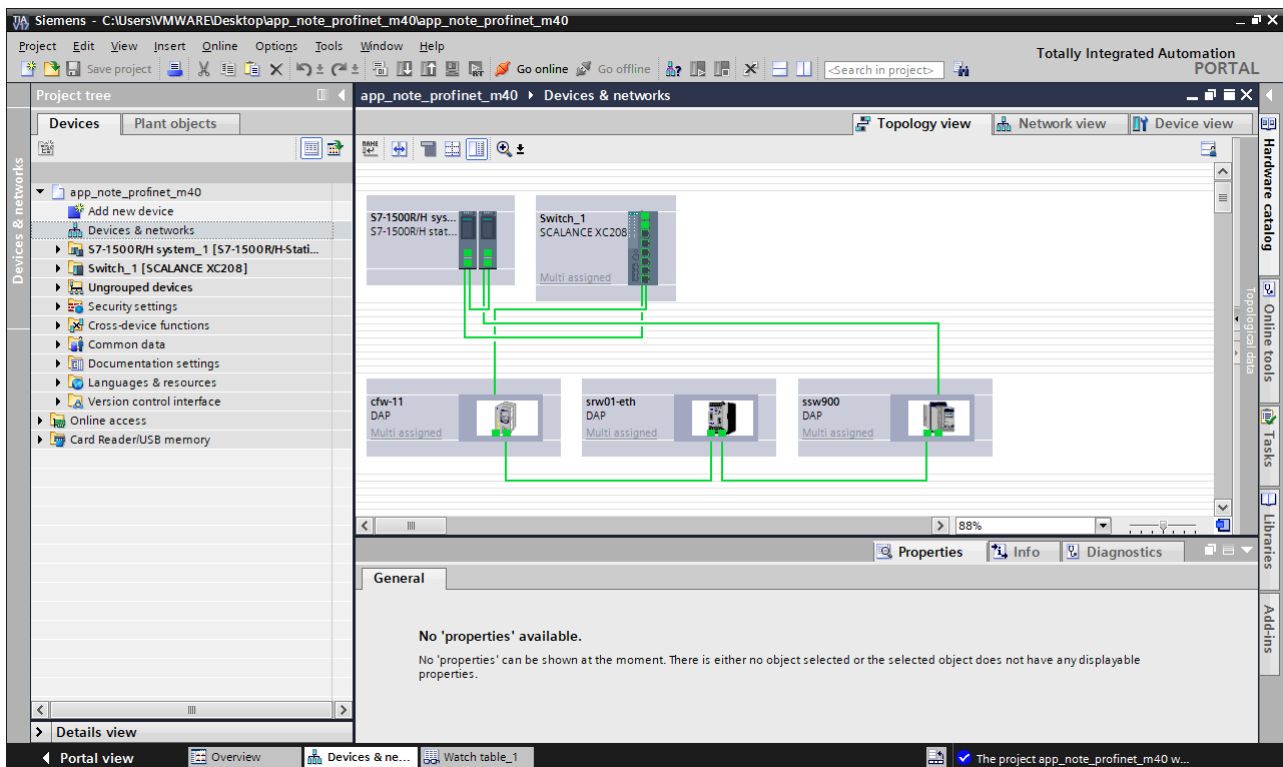 Siemens - C:\Users\VMWARE\Desktop\app_note_profinet_m40\app_note_profinet_m40
Project Edit View Insert Online Options Tools Window Help
Totally Integrated Automation
PORTAL
Save project
Go online
Go offline
<Search in project>
Project tree
app_note_profinet_m40 ▸ Devices & networks
Devices
Plant objects
Topology view
Network view
Device view
app_note_profinet_m40
Add new device
Devices & networks
S7-1500R/H system_1 [S7-1500R/H-Stati...
Switch_1 [SCALANCE XC208]
Ungrouped devices
Security settings
Cross-device functions
Common data
Documentation settings
Languages & resources
Version control interface
Online access
Card Reader/USB memory
Details view
Devices & networks
S7-1500R/H sys...
S7-1500R/H stat...
Switch_1
SCALANCE XC208
Multi assigned
cfw-11
DAP
Multi assigned
srw01-eth
DAP
Multi assigned
ssw900
DAP
Multi assigned
88%
Topological data
Hardware catalog
Online tools
Tasks
Libraries
Add-ins
Properties
Info
Diagnostics
General
No 'properties' available.
No 'properties' can be shown at the moment. There is either no object selected or the selected object does not have any displayable
properties.
Portal view
Overview
Devices & ne...
Watch table_1
The project app_note_profinet_m40 w...